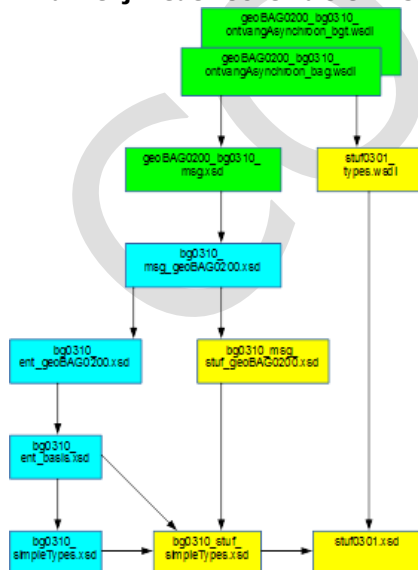 geoBAG0200_bg0310_
ontvangAsynchroon_bgt.wsdl
geoBAG0200_bg0310_
ontvangAsynchroon_bag.wsdl
geoBAG0200_bg0310_
msg.xsd
stuf0301_
types.wsdl
bg0310_
msg_geoBAG0200.xsd
bg0310_
ent_geoBAG0200.xsd
bg0310_msg_
stuf_geoBAG0200.xsd
bg0310_
ent_basis.xsd
bg0310_
simpleTypes.xsd
bg0310_stuf_
simpleTypes.xsd
stuf0301.xsd